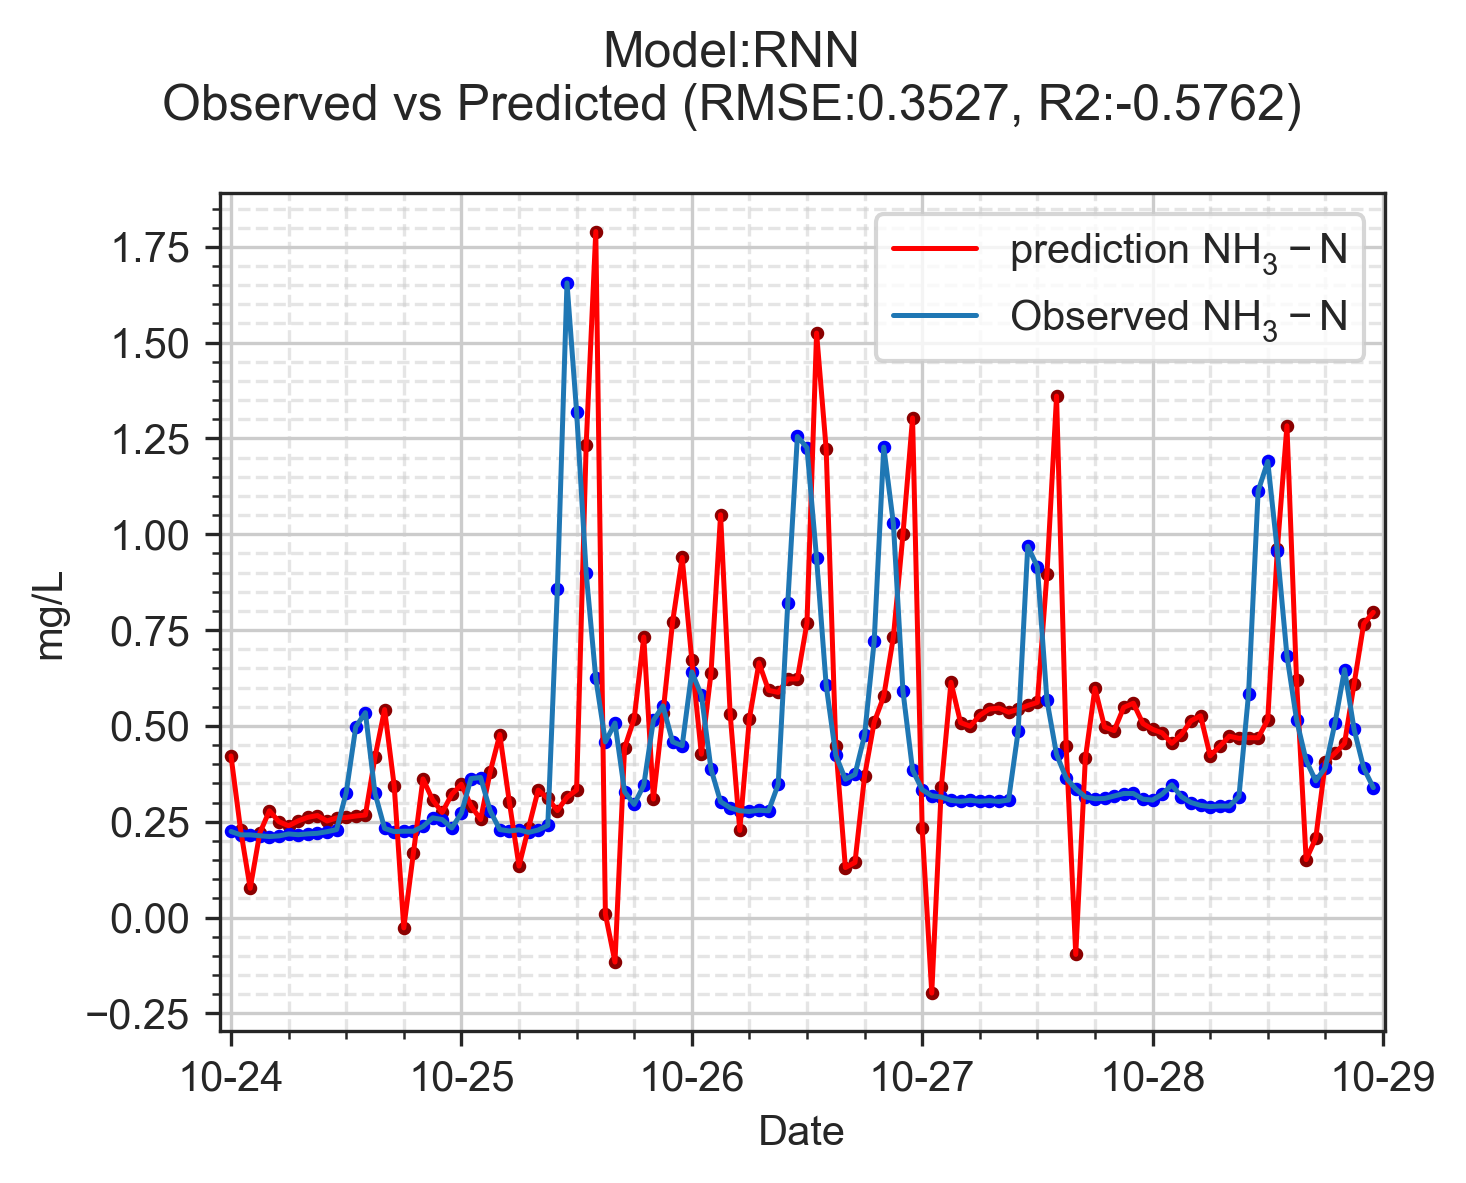 Model:RNN
Observed vs Predicted (RMSE:0.3527, R2:-0.5762)
prediction NH₃ − N
Observed NH₃ − N
1.75
1.50
1.25
1.00
0.75
0.50
0.25
0.00
−0.25
mg/L
10-24 10-25 10-26 10-27 10-28 10-29
Date